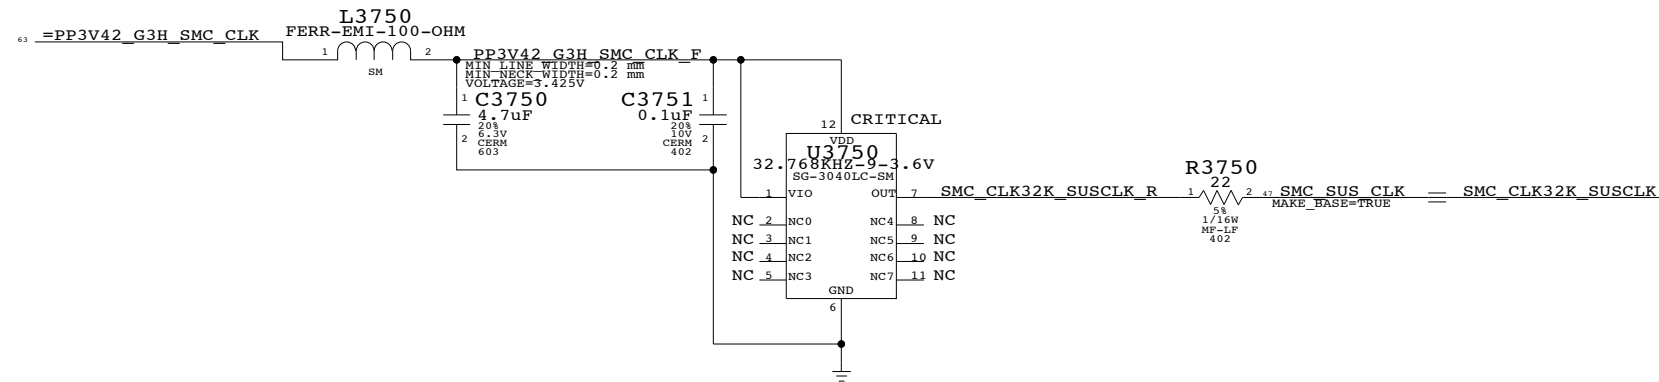 L3750
FERR-EMI-100-OHM
63 =PP3V42_G3H_SMC_CLK
1 2
SM
PP3V42_G3H_SMC_CLK_F
MIN_LINE_WIDTH=0.2 mm
MIN_NECK_WIDTH=0.2 mm
VOLTAGE=3.425V
1 C3750
4.7uF
20%
6.3V
2 CERM
603
C3751 1
0.1uF
20%
10V
CERM 2
402
12 CRITICAL
VDD
U3750
32.768KHZ-9-3.6V
SG-3040LC-SM
1 VIO OUT 7
NC 2 NC0 NC4 8 NC
NC 3 NC1 NC5 9 NC
NC 4 NC2 NC6 10 NC
NC 5 NC3 NC7 11 NC
GND
6
SMC_CLK32K_SUSCLK_R
R3750
22
1 2
5%
1/16W
MF-LF
402
47 SMC_SUS_CLK
MAKE_BASE=TRUE
SMC_CLK32K_SUSCLK